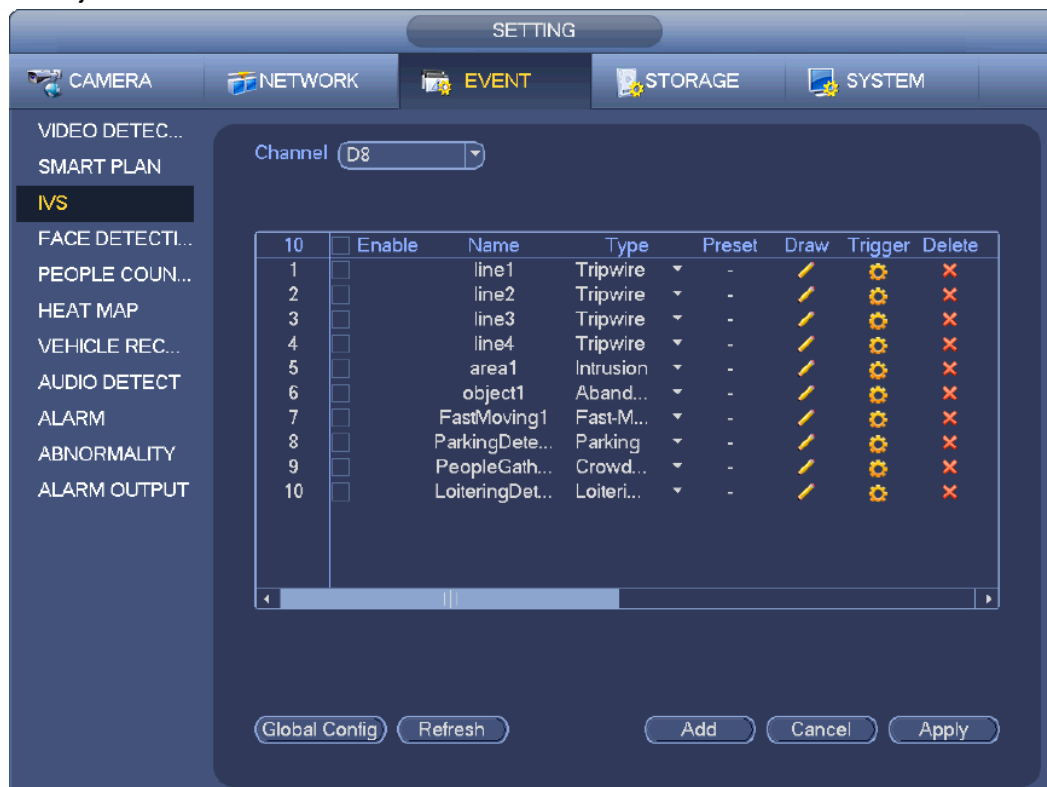 SETTING
CAMERA NETWORK EVENT STORAGE SYSTEM
VIDEO DETEC...
SMART PLAN
IVS
FACE DETECTI...
PEOPLE COUN...
HEAT MAP
VEHICLE REC...
AUDIO DETECT
ALARM
ABNORMALITY
ALARM OUTPUT
Channel D8
10 Enable Name Type Preset Draw Trigger Delete
1 line1 Tripwire -
2 line2 Tripwire -
3 line3 Tripwire -
4 line4 Tripwire -
5 area1 Intrusion -
6 object1 Aband... -
7 FastMoving1 Fast-M... -
8 ParkingDete... Parking -
9 PeopleGath... Crowd... -
10 LoiteringDet... Loiteri... -
Global Config Refresh Add Cancel Apply